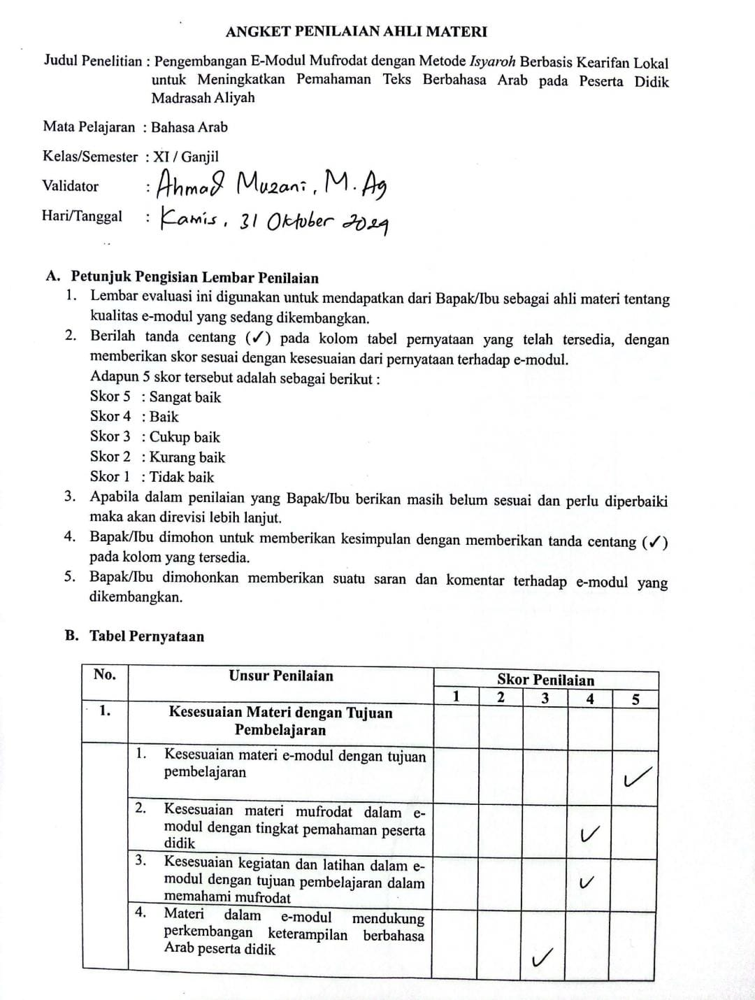 ANGKET PENILAIAN AHLI MATERI
Judul Penelitian : Pengembangan E-Modul Mufrodat dengan Metode Isyaroh Berbasis Kearifan Lokal
untuk Meningkatkan Pemahaman Teks Berbahasa Arab pada Peserta Didik
Madrasah Aliyah
Mata Pelajaran : Bahasa Arab
Kelas/Semester : XI / Ganjil
Validator : Ahmad Muzani, M. Ag
Hari/Tanggal : Kamis, 31 Oktober 2024
A. Petunjuk Pengisian Lembar Penilaian
1. Lembar evaluasi ini digunakan untuk mendapatkan dari Bapak/Ibu sebagai ahli materi tentang
kualitas e-modul yang sedang dikembangkan.
2. Berilah tanda centang (✓) pada kolom tabel pernyataan yang telah tersedia, dengan
memberikan skor sesuai dengan kesesuaian dari pernyataan terhadap e-modul.
Adapun 5 skor tersebut adalah sebagai berikut :
Skor 5 : Sangat baik
Skor 4 : Baik
Skor 3 : Cukup baik
Skor 2 : Kurang baik
Skor 1 : Tidak baik
3. Apabila dalam penilaian yang Bapak/Ibu berikan masih belum sesuai dan perlu diperbaiki
maka akan direvisi lebih lanjut.
4. Bapak/Ibu dimohon untuk memberikan kesimpulan dengan memberikan tanda centang (✓)
pada kolom yang tersedia.
5. Bapak/Ibu dimohonkan memberikan suatu saran dan komentar terhadap e-modul yang
dikembangkan.
B. Tabel Pernyataan
No. Unsur Penilaian Skor Penilaian
1 2 3 4 5
1. Kesesuaian Materi dengan Tujuan
Pembelajaran
1. Kesesuaian materi e-modul dengan tujuan
pembelajaran ✓
2. Kesesuaian materi mufrodat dalam e-
modul dengan tingkat pemahaman peserta ✓
didik
3. Kesesuaian kegiatan dan latihan dalam e-
modul dengan tujuan pembelajaran dalam ✓
memahami mufrodat
4. Materi dalam e-modul mendukung
perkembangan keterampilan berbahasa
Arab peserta didik ✓